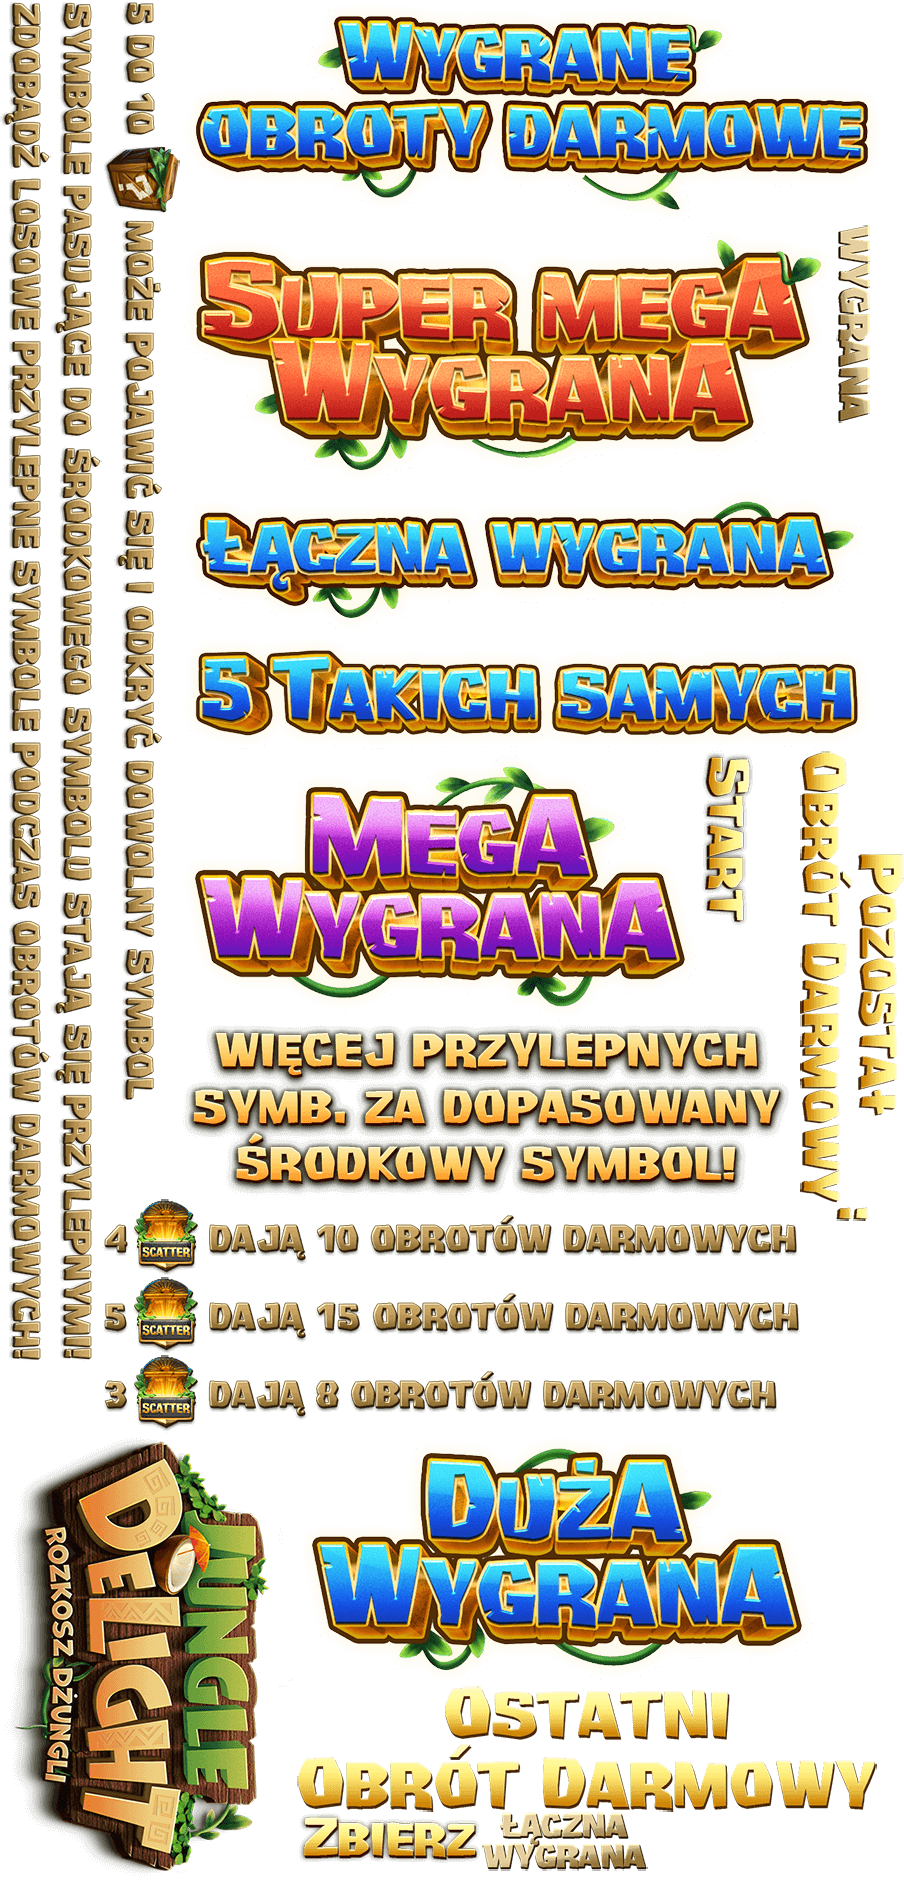 WYGRANE
OBROTY DARMOWE
SUPER MEGA
WYGRANA
WYGRANA
ŁĄCZNA WYGRANA
5 TAKICH SAMYCH
START
POZOSTAŁ
OBRÓT DARMOWY!
MEGA
WYGRANA
WIĘCEJ PRZYLEPNYCH
SYMB. ZA DOPASOWANY
ŚRODKOWY SYMBOL!
5 DO 10 ? MOŻE POJAWIĆ SIĘ I ODKRYĆ DOWOLNY SYMBOL
SYMBOLE PASUJĄCE DO ŚRODKOWEGO SYMBOLU STAJĄ SIĘ PRZYLEPNYMI!
ZDOBĄDŹ LOSOWE PRZYLEPNE SYMBOLE PODCZAS OBROTÓW DARMOWYCH!
4 SCATTER DAJĄ 10 OBROTÓW DARMOWYCH
5 SCATTER DAJĄ 15 OBROTÓW DARMOWYCH
3 SCATTER DAJĄ 8 OBROTÓW DARMOWYCH
JUNGLE
DELIGHT
ROZKOSZ DŻUNGLI
DUŻA
WYGRANA
OSTATNI
OBRÓT DARMOWY
ZBIERZ
ŁĄCZNA
WYGRANA